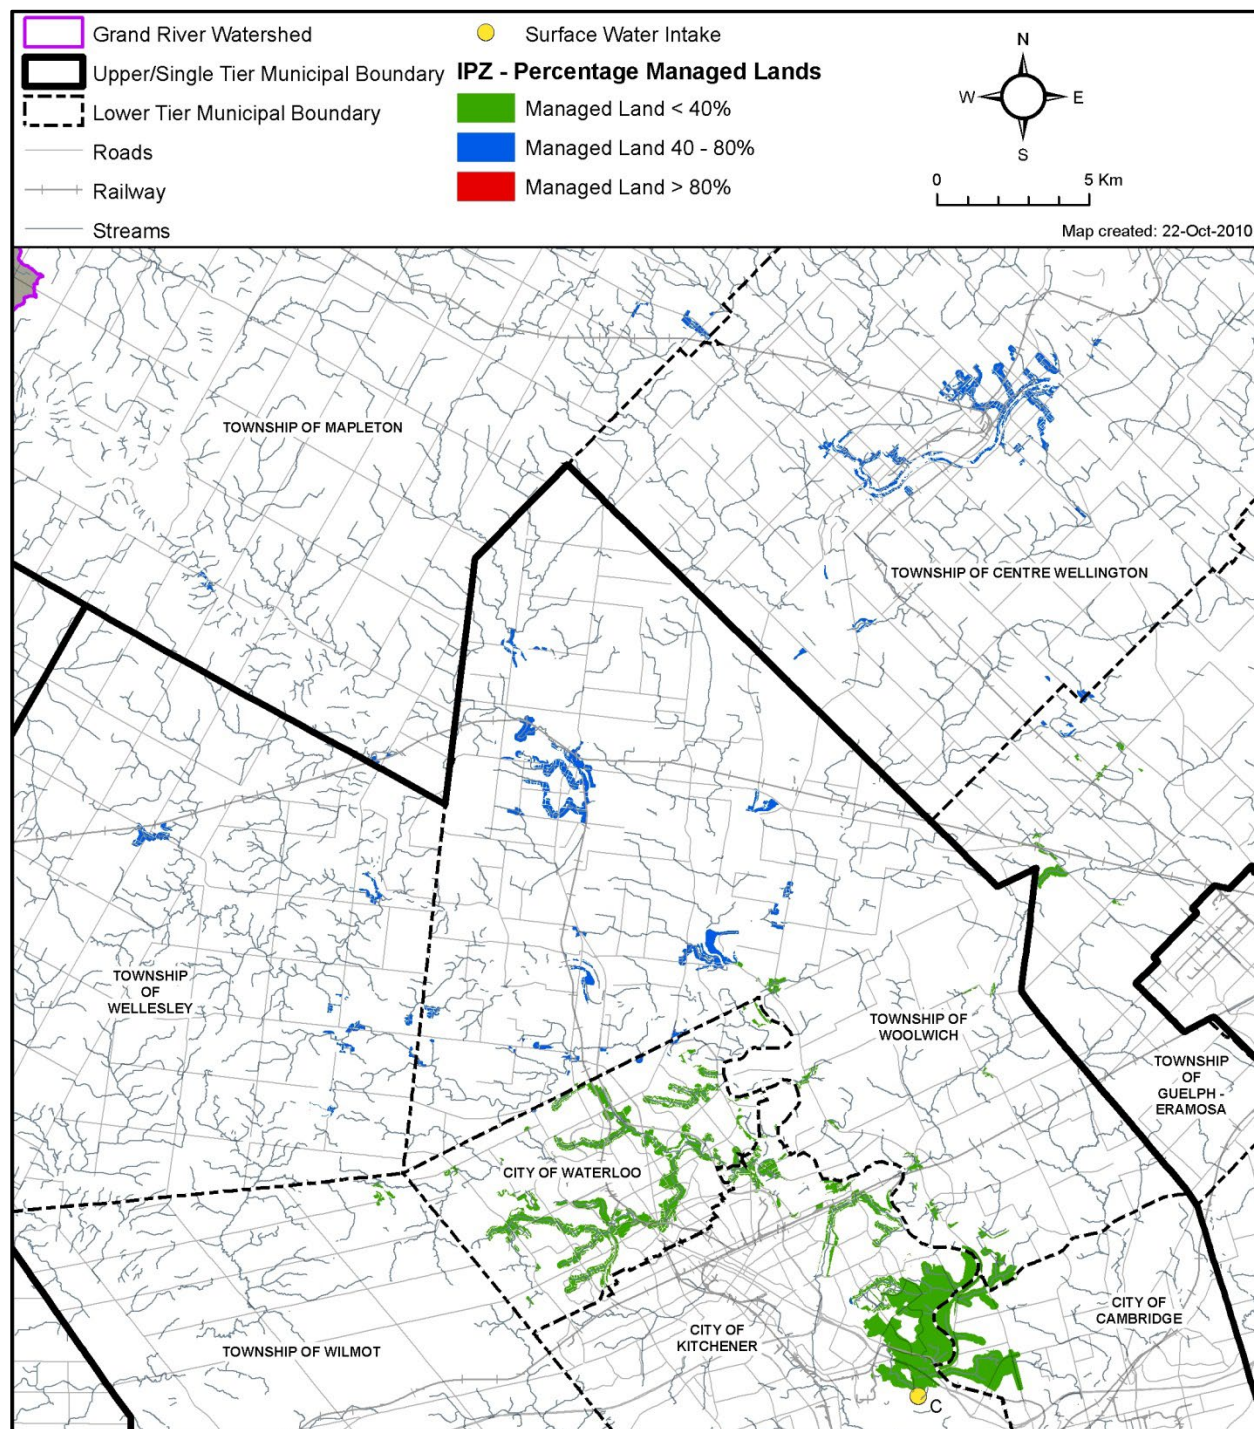 Grand River Watershed
Upper/Single Tier Municipal Boundary
Lower Tier Municipal Boundary
Roads
Railway
Streams
Surface Water Intake
IPZ - Percentage Managed Lands
Managed Land < 40%
Managed Land 40 - 80%
Managed Land > 80%
N
W
E
S
0
5 Km
Map created: 22-Oct-2010
TOWNSHIP OF MAPLETON
TOWNSHIP OF CENTRE WELLINGTON
TOWNSHIP
OF
WELLESLEY
TOWNSHIP OF
WOOLWICH
TOWNSHIP
OF
GUELPH -
ERAMOSA
CITY OF WATERLOO
CITY OF
CAMBRIDGE
CITY OF
KITCHENER
TOWNSHIP OF WILMOT
C